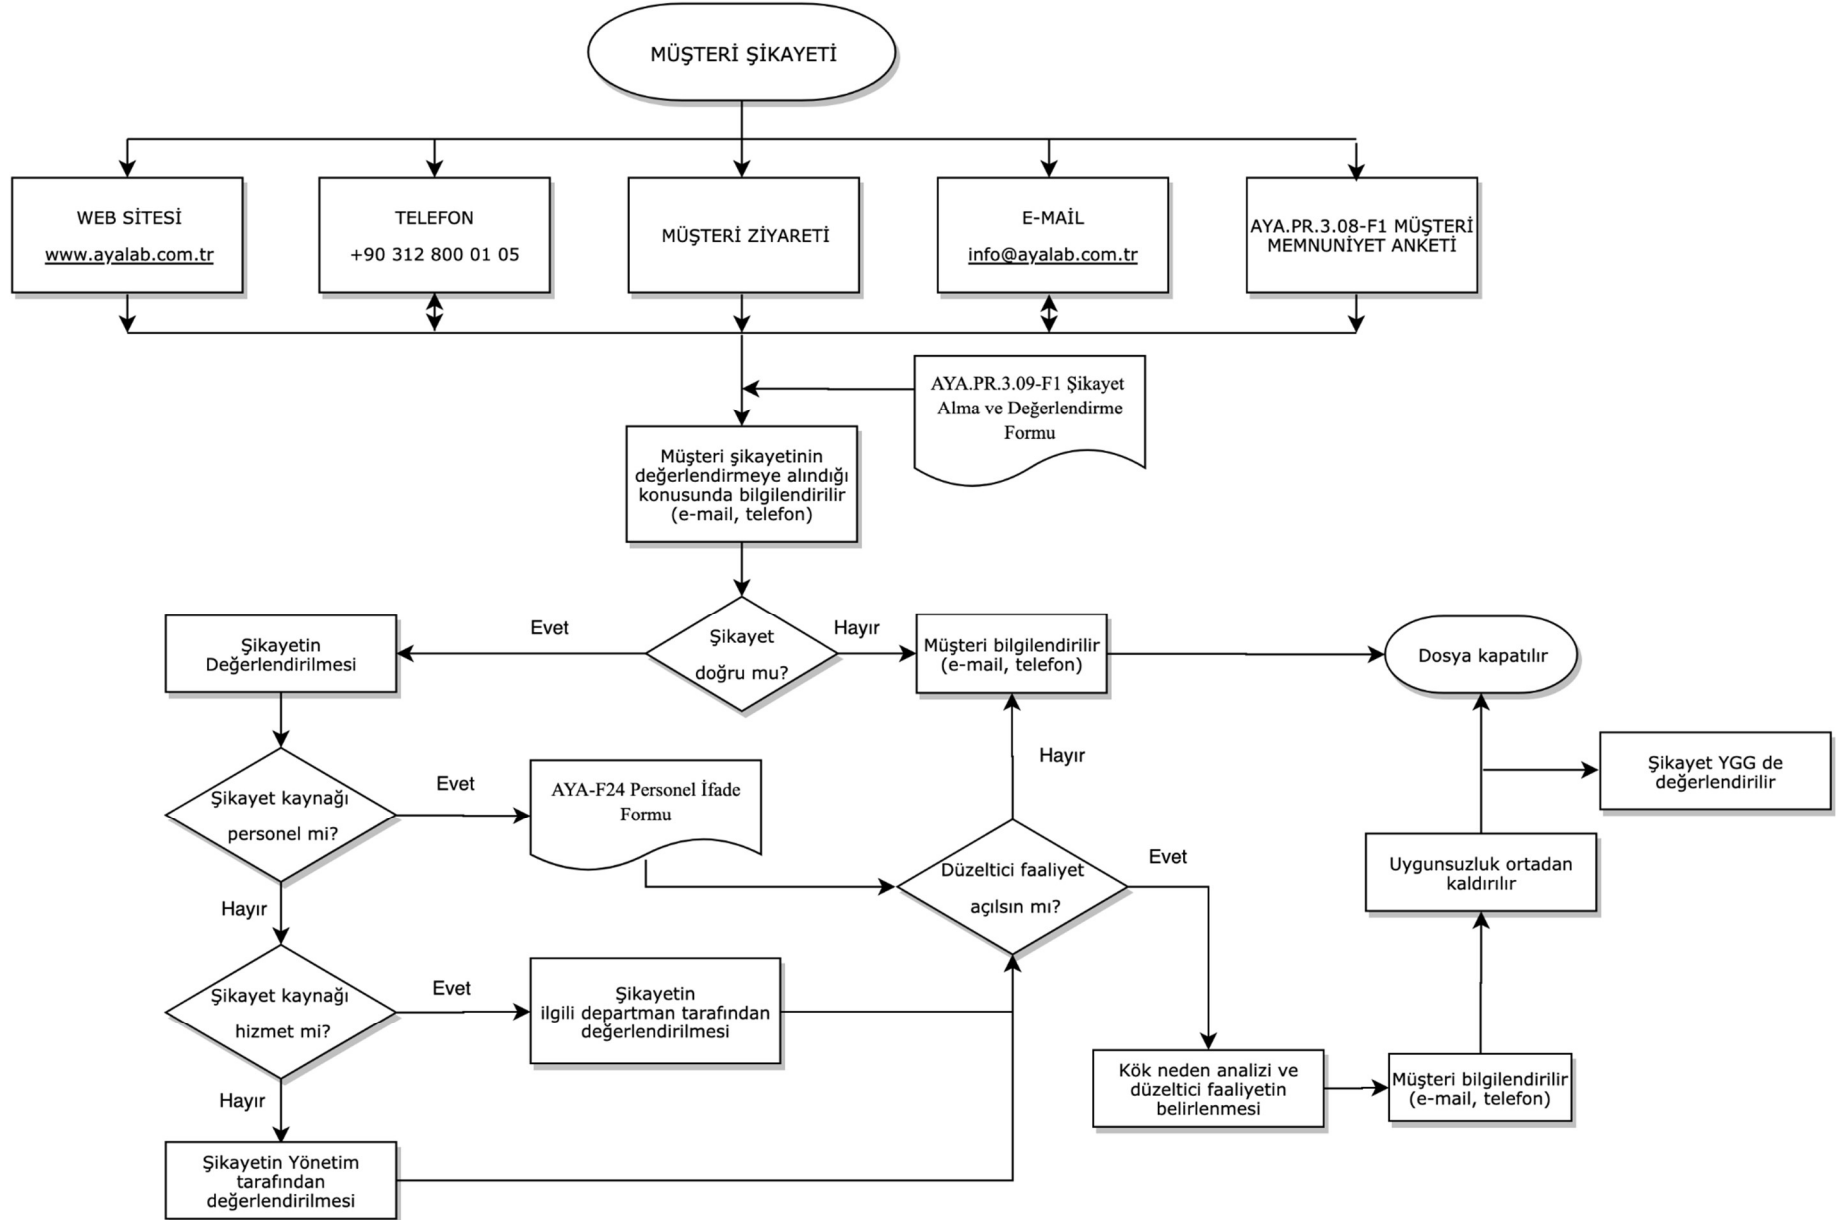 MÜŞTERİ ŞİKAYETİ
WEB SİTESİ
www.ayalab.com.tr
TELEFON
+90 312 800 01 05
MÜŞTERİ ZİYARETİ
E-MAİL
info@ayalab.com.tr
AYA.PR.3.08-F1 MÜŞTERİ
MEMNUNİYET ANKETİ
AYA.PR.3.09-F1 Şikayet
Alma ve Değerlendirme
Formu
Müşteri şikayetinin
değerlendirmeye alındığı
konusunda bilgilendirilir
(e-mail, telefon)
Şikayet
doğru mu?
Evet
Hayır
Şikayetin
Değerlendirilmesi
Müşteri bilgilendirilir
(e-mail, telefon)
Dosya kapatılır
Hayır
Şikayet YGG de
değerlendirilir
Şikayet kaynağı
personel mi?
Evet
AYA-F24 Personel İfade
Formu
Düzeltici faaliyet
açılsın mı?
Evet
Uygunsuzluk ortadan
kaldırılır
Hayır
Şikayet kaynağı
hizmet mi?
Evet
Şikayetin
ilgili departman tarafından
değerlendirilmesi
Kök neden analizi ve
düzeltici faaliyetin
belirlenmesi
Müşteri bilgilendirilir
(e-mail, telefon)
Hayır
Şikayetin Yönetim
tarafından
değerlendirilmesi